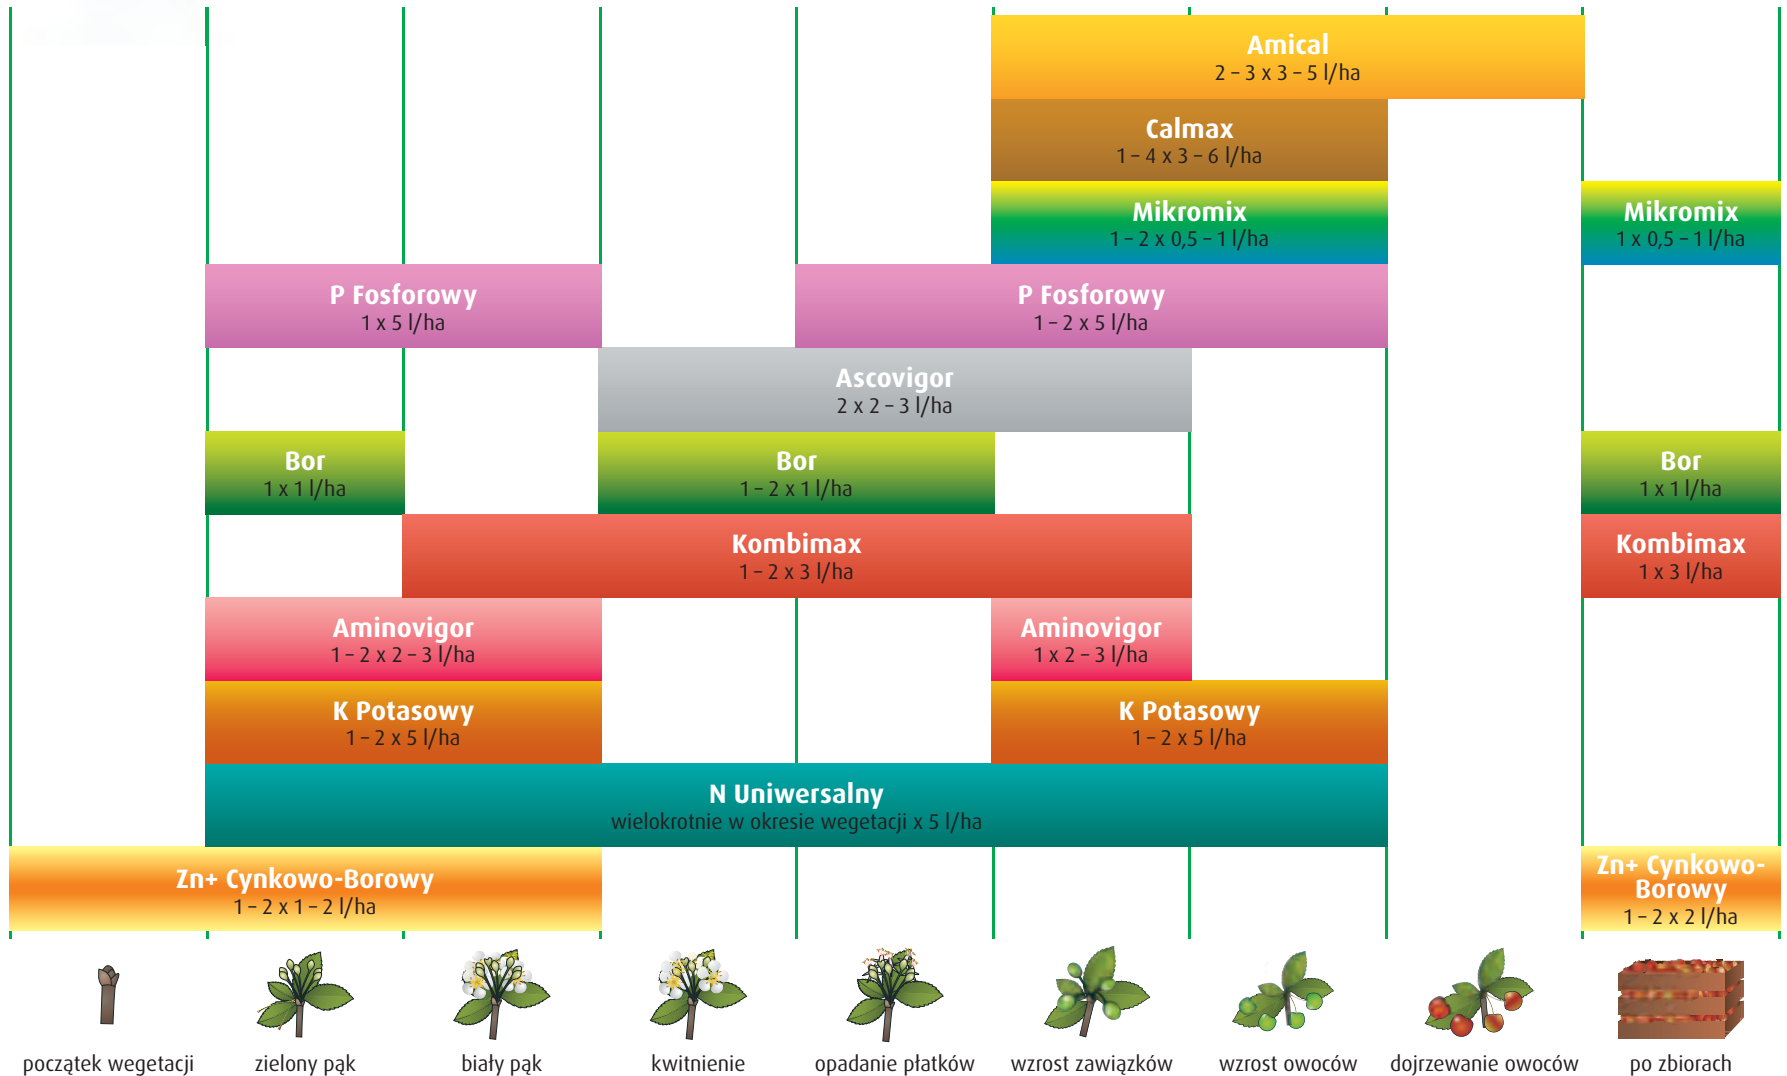 Amical
2 – 3 x 3 – 5 l/ha
Calmax
1 – 4 x 3 – 6 l/ha
Mikromix
1 – 2 x 0,5 – 1 l/ha
Mikromix
1 x 0,5 – 1 l/ha
P Fosforowy
1 x 5 l/ha
P Fosforowy
1 – 2 x 5 l/ha
Ascovigor
2 x 2 – 3 l/ha
Bor
1 x 1 l/ha
Bor
1 – 2 x 1 l/ha
Bor
1 x 1 l/ha
Kombimax
1 – 2 x 3 l/ha
Kombimax
1 x 3 l/ha
Aminovigor
1 – 2 x 2 – 3 l/ha
Aminovigor
1 x 2 – 3 l/ha
K Potasowy
1 – 2 x 5 l/ha
K Potasowy
1 – 2 x 5 l/ha
N Uniwersalny
wielokrotnie w okresie wegetacji x 5 l/ha
Zn+ Cynkowo-Borowy
1 – 2 x 1 – 2 l/ha
Zn+ Cynkowo-
Borowy
1 – 2 x 2 l/ha
początek wegetacji
zielony pąk
biały pąk
kwitnienie
opadanie płatków
wzrost zawiązków
wzrost owoców
dojrzewanie owoców
po zbiorach